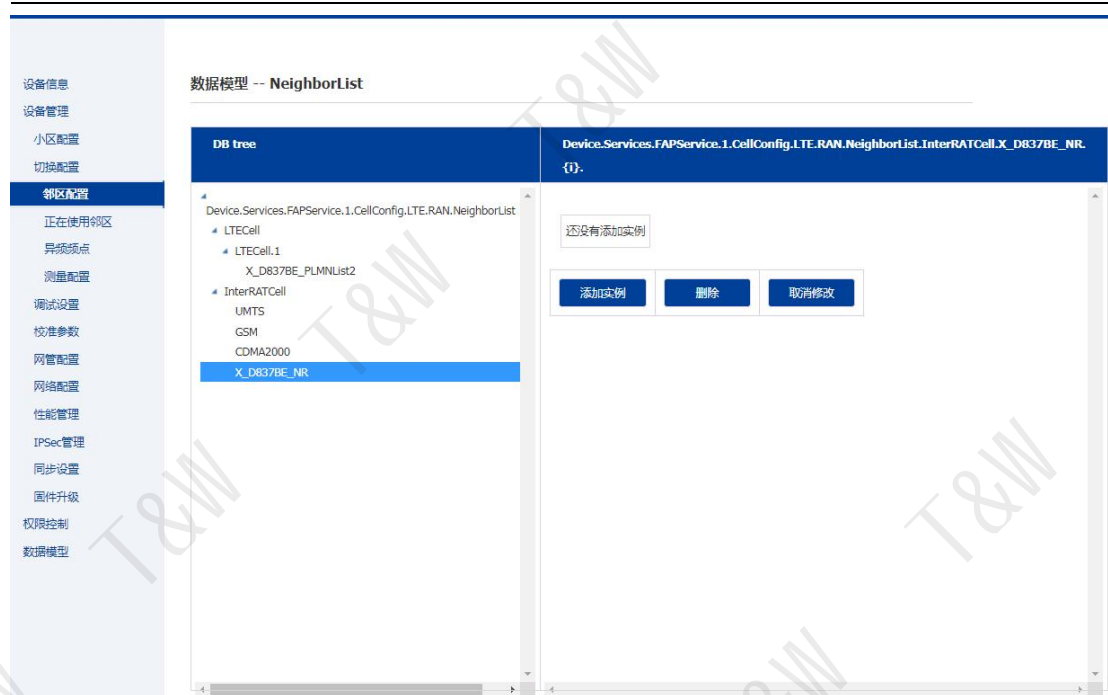 设备信息
设备管理
小区配置
切换配置
邻区配置
正在使用邻区
异频频点
测量配置
调试设置
校准参数
网管配置
网络配置
性能管理
IPSec管理
同步设置
固件升级
权限控制
数据模型
数据模型 -- NeighborList
DB tree
Device.Services.FAPService.1.CellConfig.LTE.RAN.NeighborList
LTECell
LTECell.1
X_D837BE_PLMNList2
InterRATCell
UMTS
GSM
CDMA2000
X_D837BE_NR
Device.Services.FAPService.1.CellConfig.LTE.RAN.NeighborList.InterRATCell.X_D837BE_NR.
{i}.
还没有添加实例
添加实例 删除 取消修改
T&W
T&W
T&W
T&W
T&W
T&W